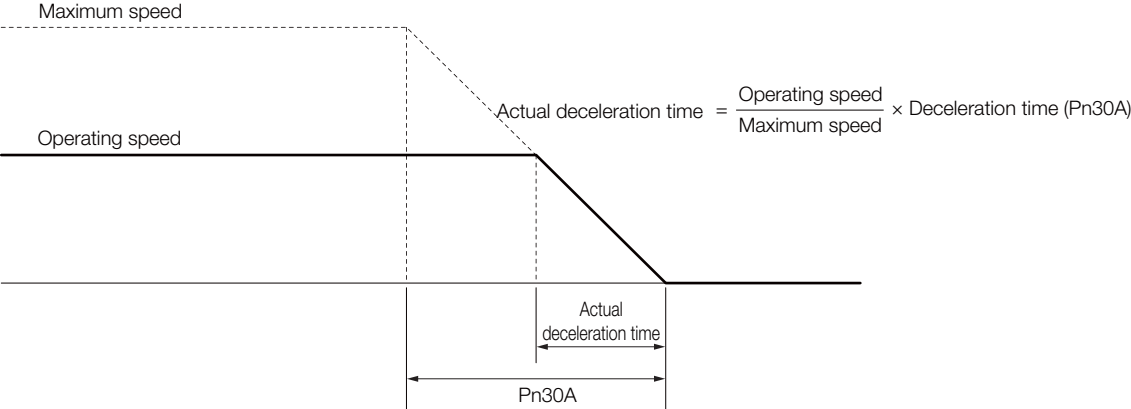 Maximum speed
Actual deceleration time = Operating speed / Maximum speed × Deceleration time (Pn30A)
Operating speed
Actual
deceleration time
Pn30A